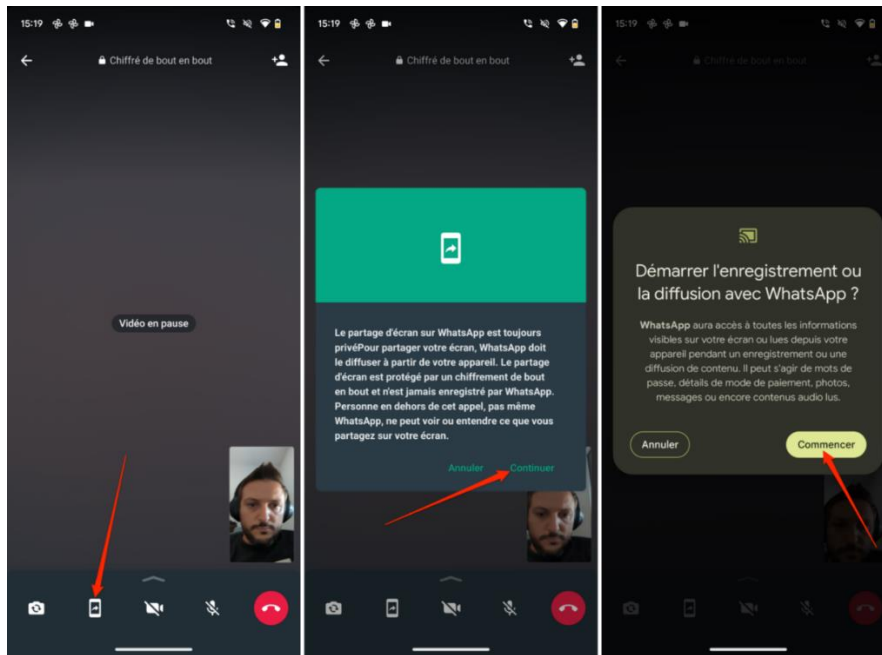 15:19
Chiffré de bout en bout
Vidéo en pause
15:19
Chiffré de bout en bout
Le partage d'écran sur WhatsApp est toujours
privéPour partager votre écran, WhatsApp doit
le diffuser à partir de votre appareil. Le partage
d'écran est protégé par un chiffrement de bout
en bout et n'est jamais enregistré par WhatsApp.
Personne en dehors de cet appel, pas même
WhatsApp, ne peut voir ou entendre ce que vous
partagez sur votre écran.
Annuler Continuer
15:19
Chiffré de bout en bout
Démarrer l'enregistrement ou
la diffusion avec WhatsApp ?
WhatsApp aura accès à toutes les informations
visibles sur votre écran ou lues depuis votre
appareil pendant un enregistrement ou une
diffusion de contenu. Il peut s'agir de mots de
passe, détails de mode de paiement, photos,
messages ou encore contenus audio lus.
Annuler Commencer